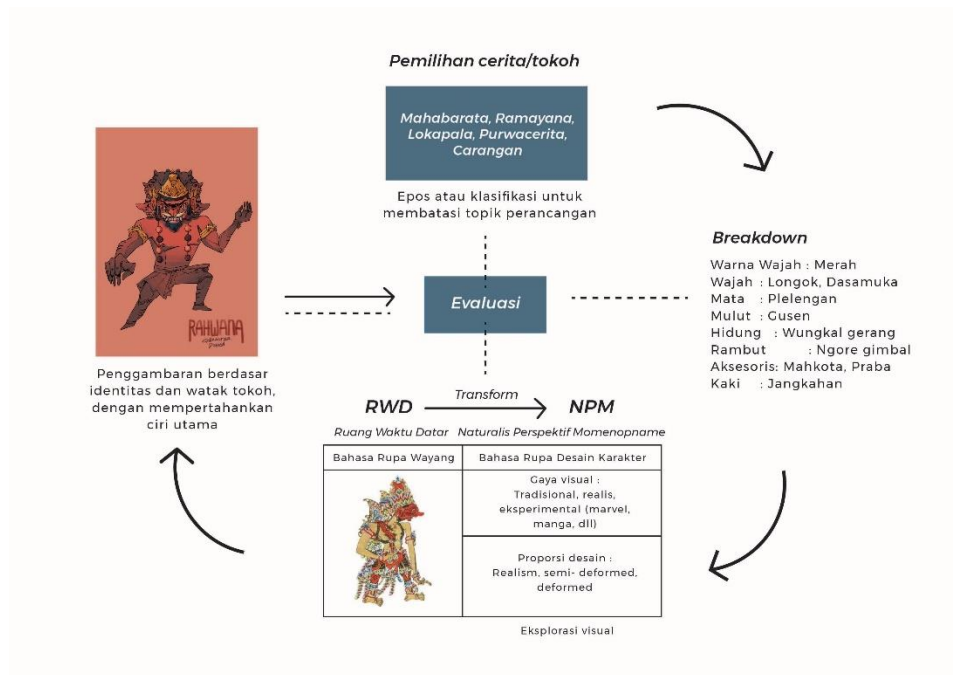 Pemilihan cerita/tokoh
Mahabarata, Ramayana,
Lokapala, Purwacerita,
Carangan
Epos atau klasifikasi untuk
membatasi topik perancangan
Breakdown
Warna Wajah : Merah
Wajah : Longok, Dasamuka
Mata : Plelengan
Mulut : Gusen
Hidung : Wungkal gerang
Rambut : Ngore gimbal
Aksesoris: Mahkota, Praba
Kaki : Jangkahan
Evaluasi
RAHWANA
Penggambaran berdasar
identitas dan watak tokoh,
dengan mempertahankan
ciri utama
Transform
RWD NPM
Ruang Waktu Datar Naturalis Perspektif Momenopname
Bahasa Rupa Wayang Bahasa Rupa Desain Karakter
Gaya visual :
Tradisional, realis,
eksperimental (marvel,
manga, dll)
Proporsi desain :
Realism, semi- deformed,
deformed
Eksplorasi visual